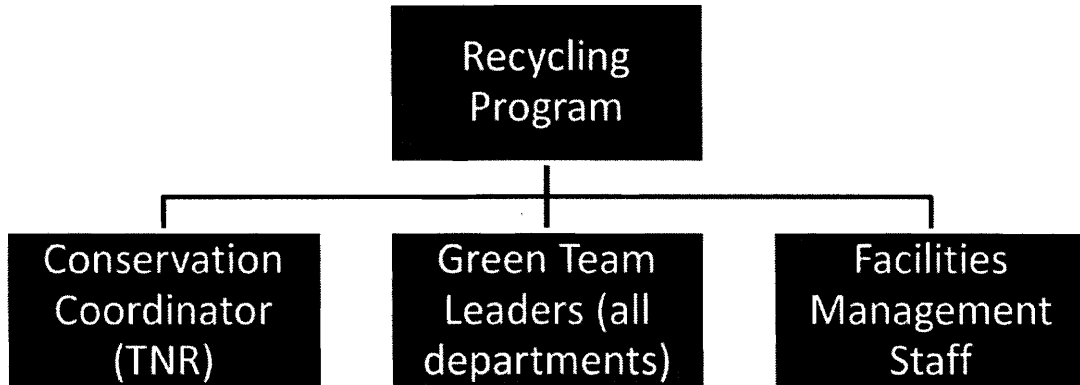 Recycling
Program
Conservation
Coordinator
(TNR)
Green Team
Leaders (all
departments)
Facilities
Management
Staff